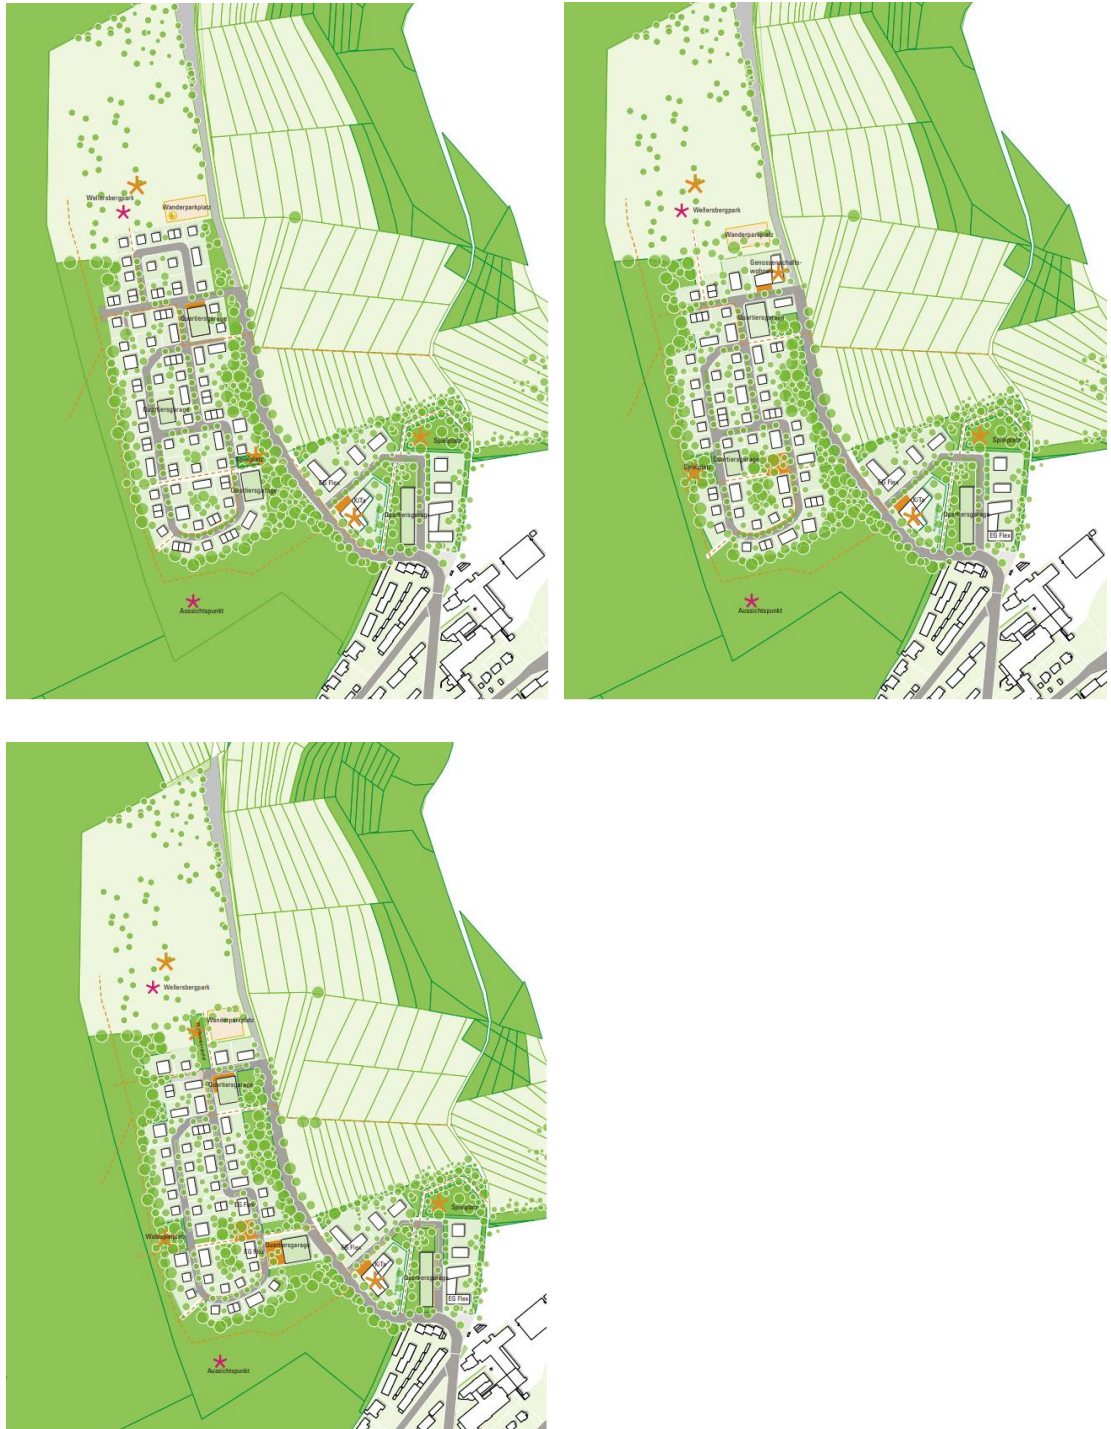 Wellersbergpark
Wanderparkplatz
Quartiersgarage
Quartiersgarage
Spielplatz
Quartiersgarage
Spielplatz
EG Flex
KiTa
Quartiersgarage
Aussichtspunkt
Wellersbergpark
Wanderparkplatz
Genossenschafts-
wohnen
Quartiersgarage
Quartiersgarage
Spielplatz
Spielplatz
EG Flex
KiTa
Quartiersgarage
EG Flex
Aussichtspunkt
Wellersbergpark
Wanderparkplatz
Quartiersgarage
EG Flex
Waldspielplatz
EG Flex
Quartiersgarage
Spielplatz
EG Flex
KiTa
Quartiersgarage
EG Flex
Aussichtspunkt